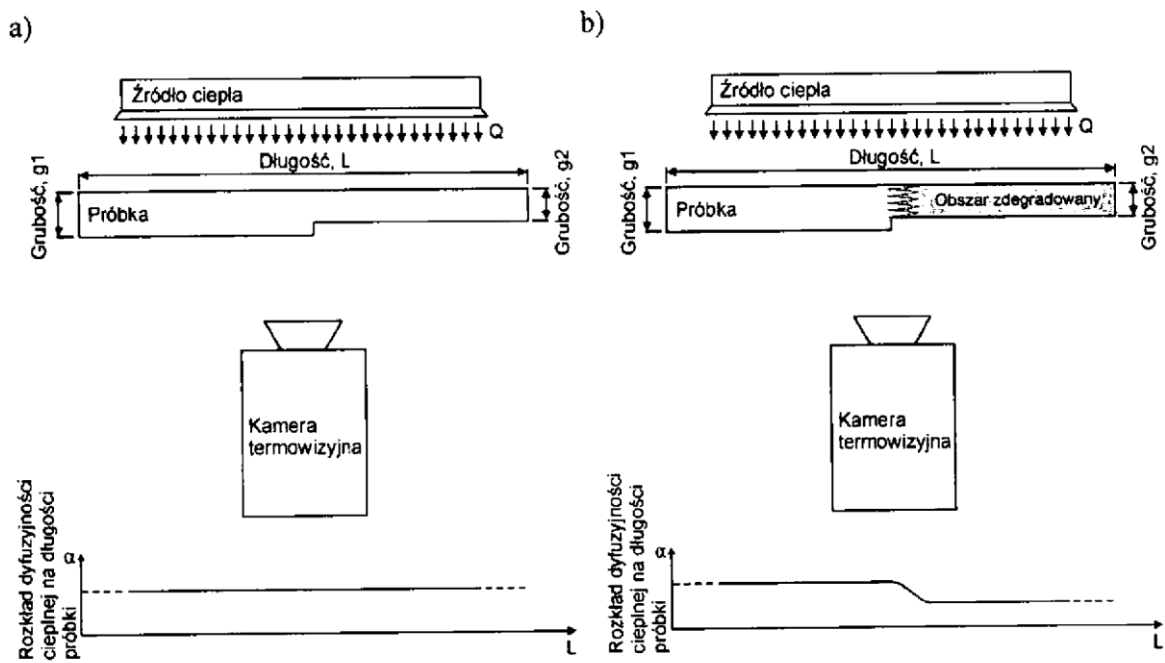 a)
Źródło ciepła
Q
Długość, L
Grubość, g1
Grubość, g2
Próbka
Kamera
termowizyjna
Rozkład dyfuzyjności
cieplnej na długości
próbki
α
L
b)
Źródło ciepła
Q
Długość, L
Grubość, g1
Grubość, g2
Próbka
Obszar zdegradowany
Kamera
termowizyjna
Rozkład dyfuzyjności
cieplnej na długości
próbki
α
L